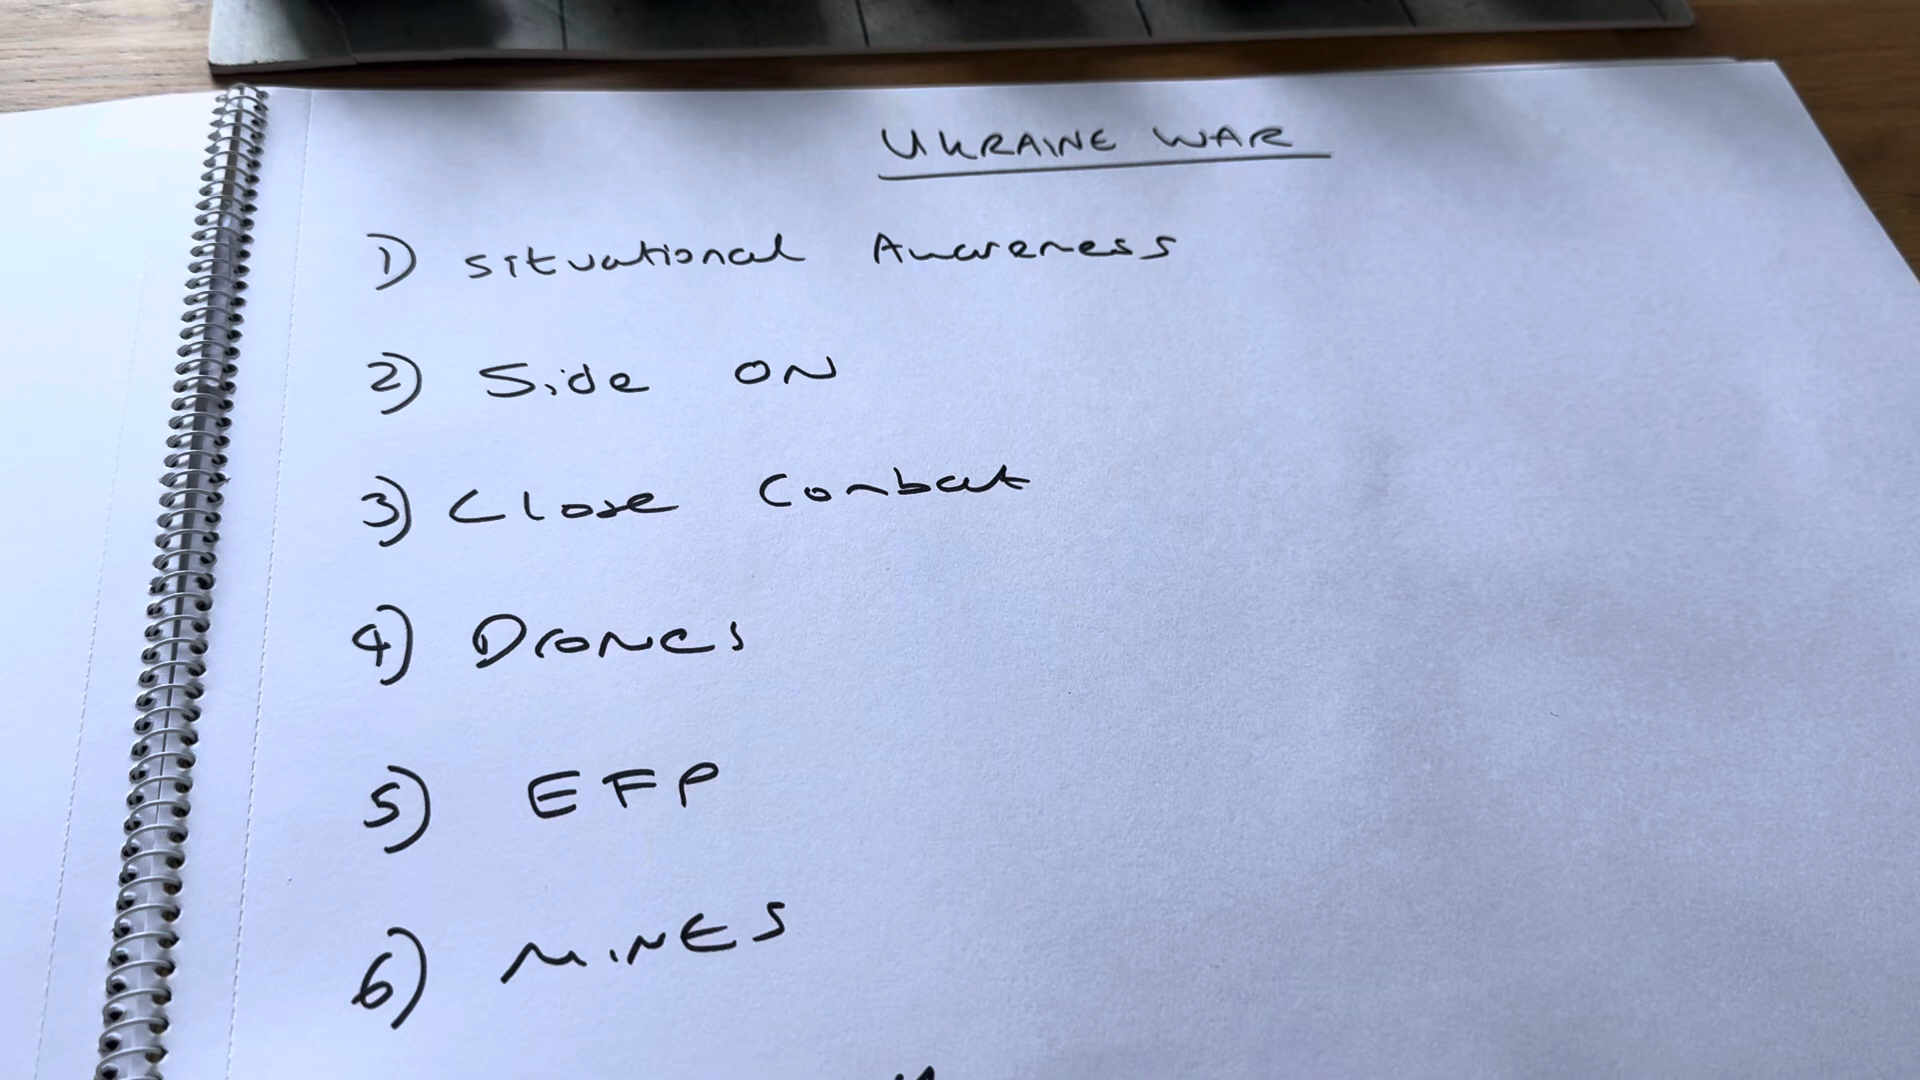 UKRAINE WAR
1) Situational Awareness
2) Side ON
3) Close Combat
4) Drones
5) EFP
6) MINES